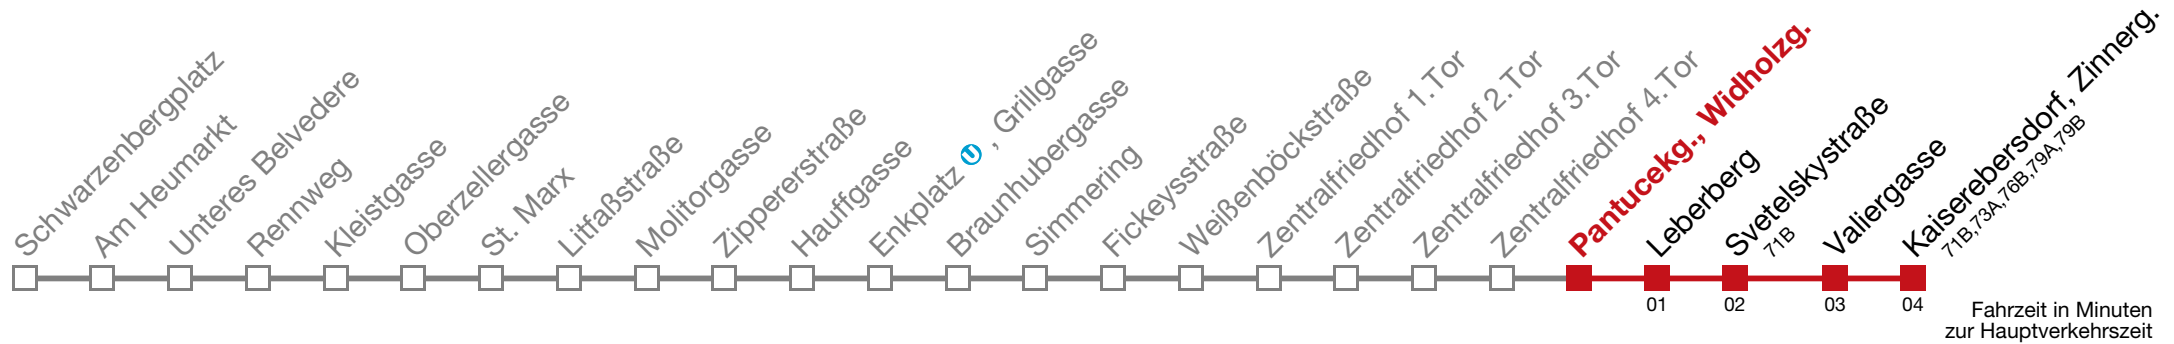 Schwarzenbergplatz
Am Heumarkt
Unteres Belvedere
Rennweg
Kleistgasse
Oberzellergasse
St. Marx
Litfaßstraße
Molitorgasse
Zippererstraße
Hauffgasse
Enkplatz U, Grillgasse
Braunhubergasse
Simmering
Fickeysstraße
Weißenböckstraße
Zentralfriedhof 1.Tor
Zentralfriedhof 2.Tor
Zentralfriedhof 3.Tor
Zentralfriedhof 4.Tor
Pantucekg., Widholzg.
Leberberg
Svetelskystraße
71B
Valiergasse
Kaiserebersdorf, Zinnerg.
71B,73A,76B,79A,79B
01
02
03
04
Fahrzeit in Minuten
zur Hauptverkehrszeit